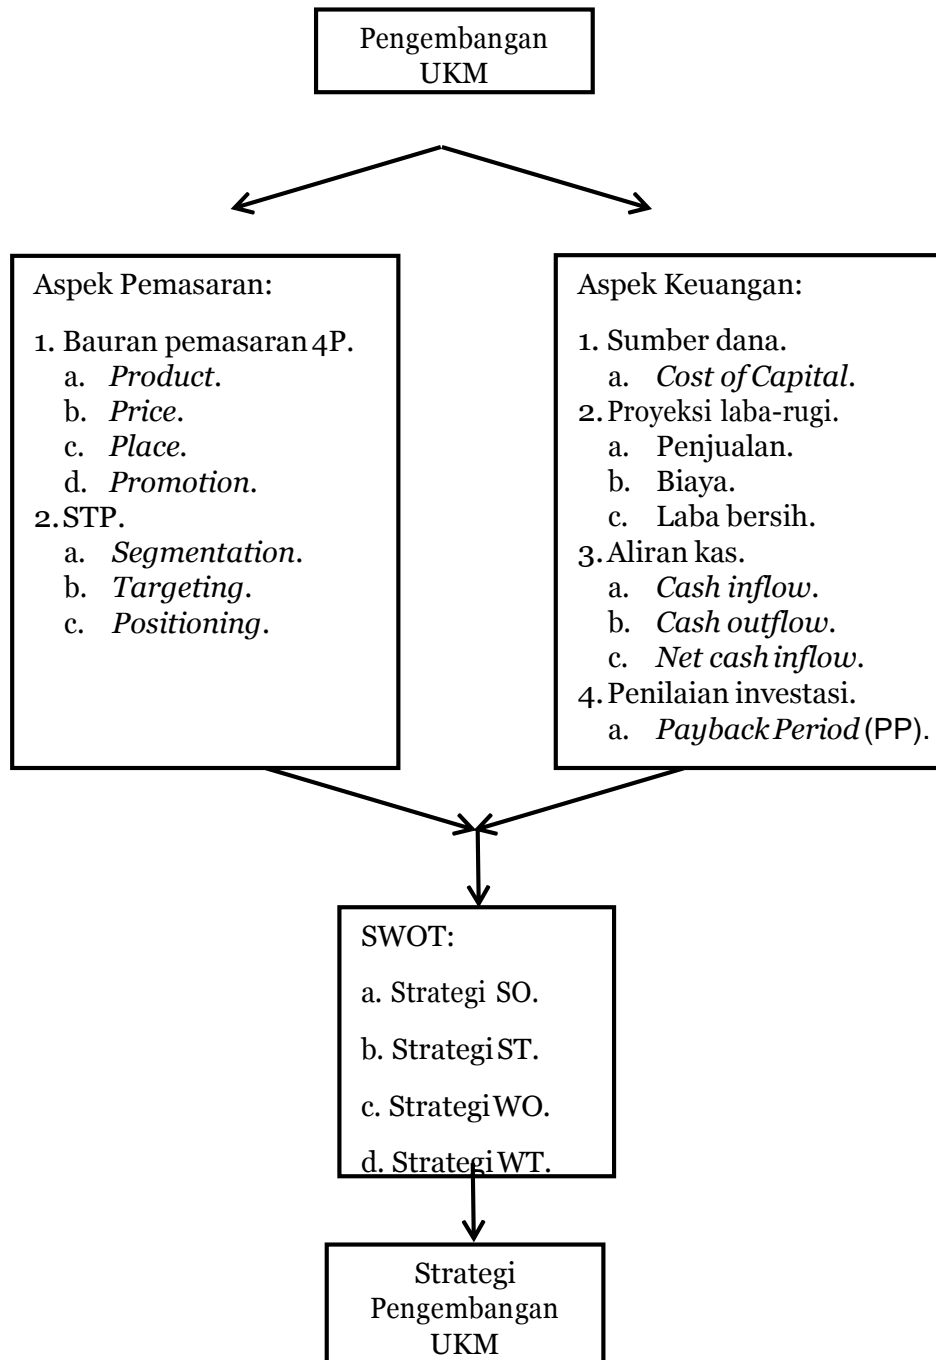 Pengembangan
UKM
Aspek Pemasaran:
1. Bauran pemasaran 4P.
a. Product.
b. Price.
c. Place.
d. Promotion.
2. STP.
a. Segmentation.
b. Targeting.
c. Positioning.
Aspek Keuangan:
1. Sumber dana.
a. Cost of Capital.
2. Proyeksi laba-rugi.
a. Penjualan.
b. Biaya.
c. Laba bersih.
3. Aliran kas.
a. Cash inflow.
b. Cash outflow.
c. Net cash inflow.
4. Penilaian investasi.
a. Payback Period (PP).
SWOT:
a. Strategi SO.
b. Strategi ST.
c. Strategi WO.
d. Strategi WT.
Strategi
Pengembangan
UKM